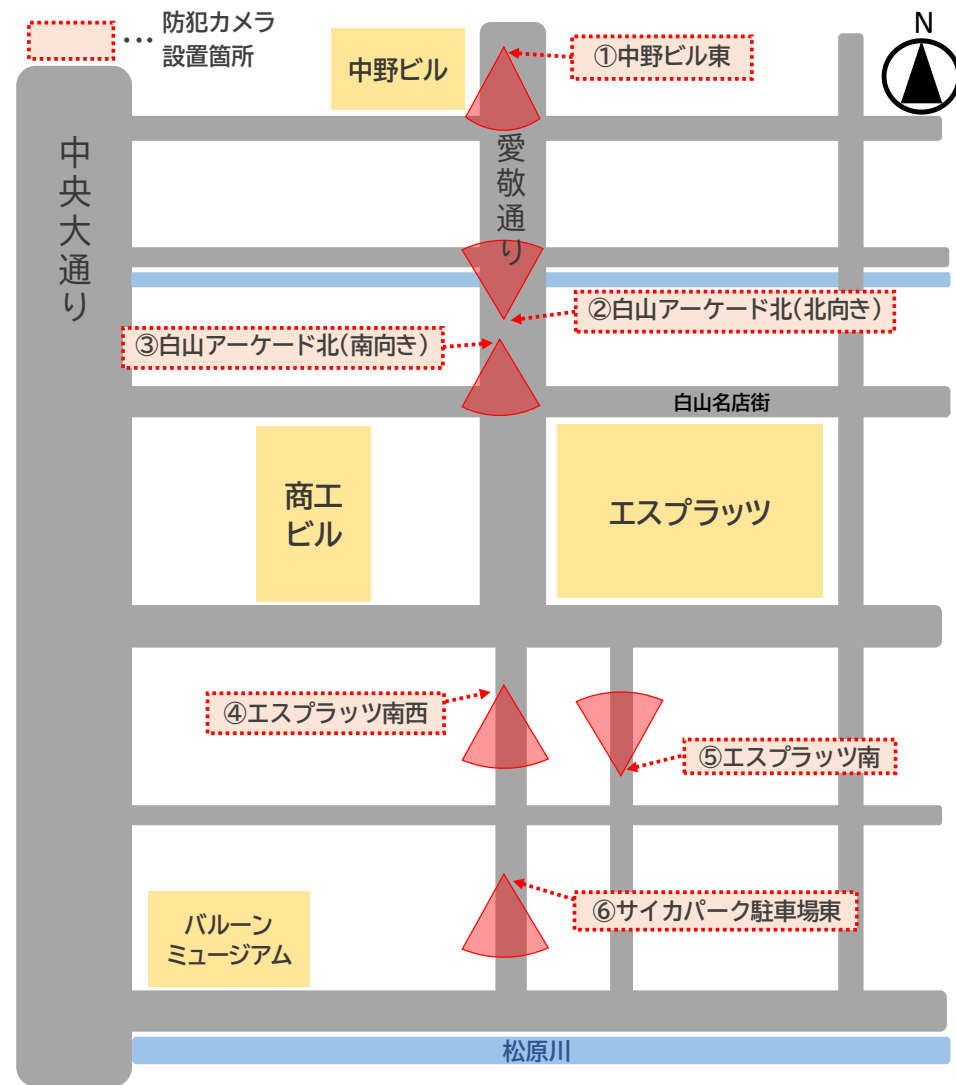 防犯カメラ
… 設置箇所
N
中野ビル
①中野ビル東
中央大通り
愛敬通り
②白山アーケード北(北向き)
③白山アーケード北(南向き)
白山名店街
商工
ビル
エスプラッツ
④エスプラッツ南西
⑤エスプラッツ南
⑥サイカパーク駐車場東
バルーン
ミュージアム
松原川